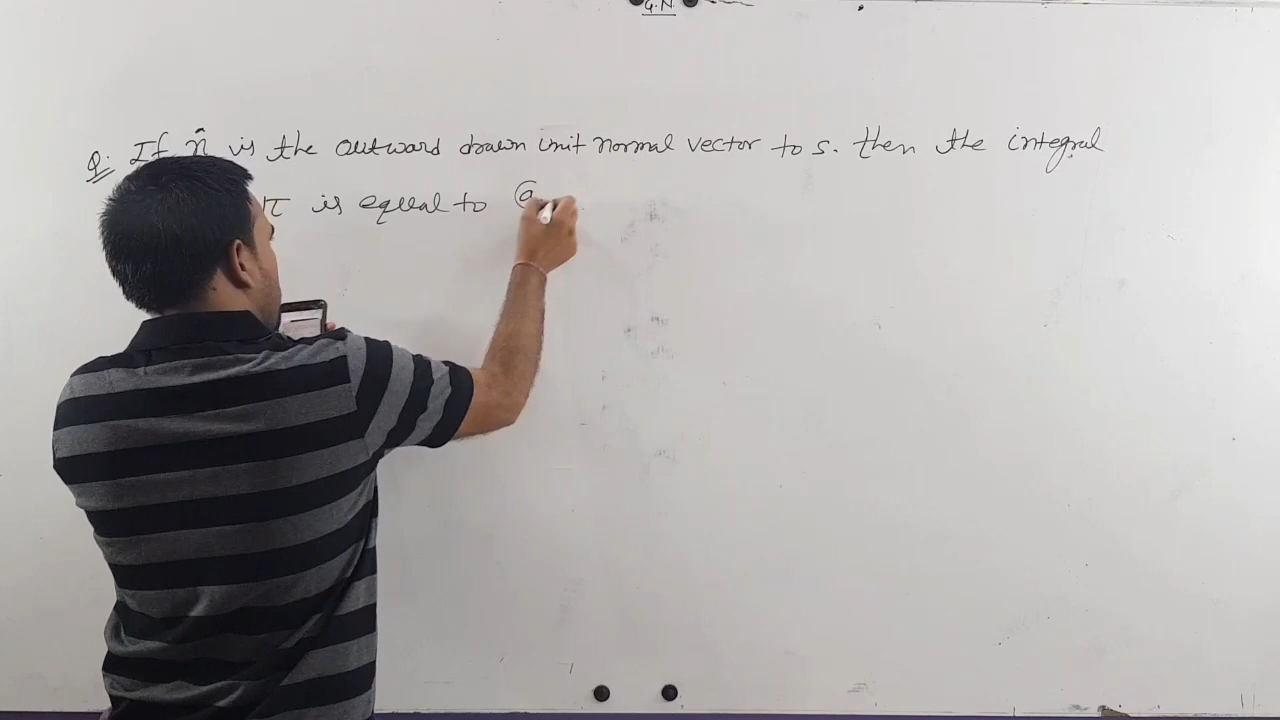 G.N
Q: If n̂ is the outward drawn unit normal vector to S. then the integral
is equal to @